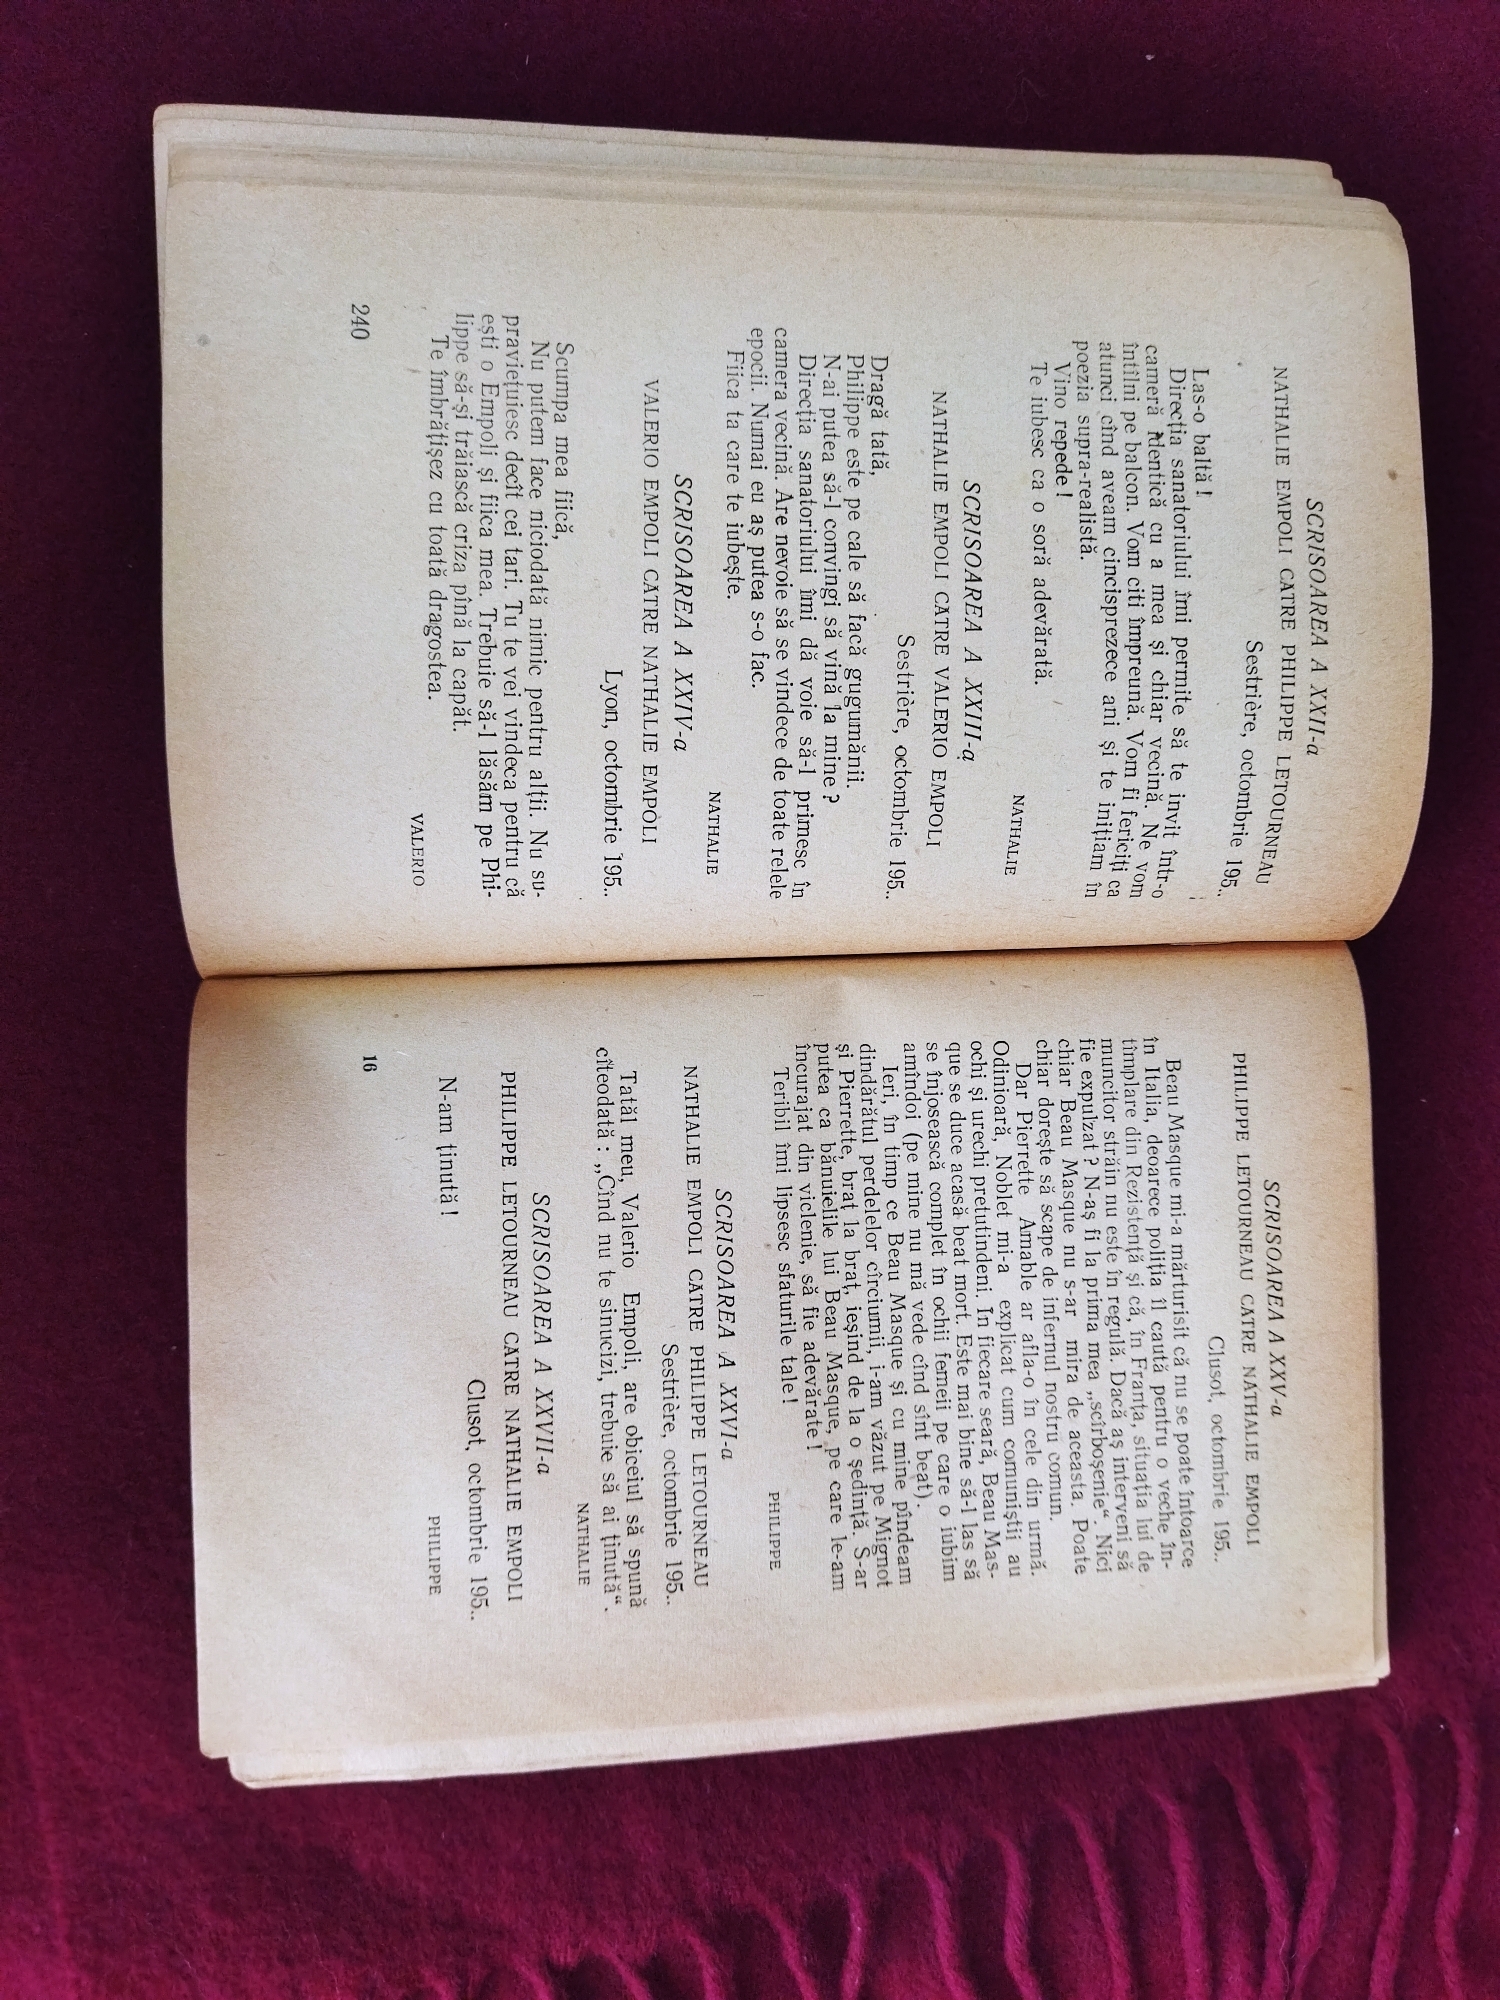 SCRISOAREA A XXII-a
NATHALIE EMPOLI CATRE PHILIPPE LETOURNEAU
Sestrière, octombrie 195..
Las-o baltă !
Direcția sanatoriului îmi permite să te invit într-o
cameră identică cu a mea și chiar vecină. Ne vom
întîlni pe balcon. Vom citi împreună. Vom fi fericiți ca
atunci cînd aveam cincisprezece ani și te inițiam în
poezia supra-realistă.
Vino repede !
Te iubesc ca o soră adevărată.
NATHALIE
SCRISOAREA A XXIII-a
NATHALIE EMPOLI CATRE VALERIO EMPOLI
Sestrière, octombrie 195..
Dragă tată,
Philippe este pe cale să facă gugumănii.
N-ai putea să-l convingi să vină la mine ?
Direcția sanatoriului îmi dă voie să-l primesc în
camera vecină. Are nevoie să se vindece de toate relele
epocii. Numai eu aș putea s-o fac.
Fiica ta care te iubește.
NATHALIE
SCRISOAREA A XXIV-a
VALERIO EMPOLI CATRE NATHALIE EMPOLI
Lyon, octombrie 195..
Scumpa mea fiică,
Nu putem face niciodată nimic pentru alții. Nu su-
praviețuiesc decît cei tari. Tu te vei vindeca pentru că
ești o Empoli și fiica mea. Trebuie să-l lăsăm pe Phi-
lippe să-și trăiască criza pînă la capăt.
Te îmbrățișez cu toată dragostea.
VALERIO
240
SCRISOAREA A XXV-a
PHILIPPE LETOURNEAU CATRE NATHALIE EMPOLI
Clusot, octombrie 195..
Beau Masque mi-a mărturisit că nu se poate întoarce
în Italia, deoarece poliția îl caută pentru o veche în-
tîmplare din Rezistență și că, în Franța, situația lui de
muncitor străin nu este în regulă. Dacă aș interveni să
fie expulzat ? N-aș fi la prima mea „scîrboșenie“. Nici
chiar Beau Masque nu s-ar mira de aceasta. Poate
chiar dorește să scape de infernul nostru comun.
Dar Pierrette Amable ar afla-o în cele din urmă.
Odinioară, Noblet mi-a explicat cum comuniștii au
ochi și urechi pretutindeni. În fiecare seară, Beau Mas-
que se duce acasă beat mort. Este mai bine să-l las să
se înjosească complet în ochii femeii pe care o iubim
amîndoi (pe mine nu mă vede cînd sînt beat).
Ieri, în timp ce Beau Masque și cu mine pîndeam
dindărătul perdelelor cîrciumii, i-am văzut pe Mignot
și Pierrette, braț la braț, ieșind de la o ședință. S-ar
putea ca bănuielile lui Beau Masque, pe care le-am
încurajat din viclenie, să fie adevărate !
Teribil îmi lipsesc sfaturile tale !
PHILIPPE
SCRISOAREA A XXVI-a
NATHALIE EMPOLI CATRE PHILIPPE LETOURNEAU
Sestrière, octombrie 195..
Tatăl meu, Valerio Empoli, are obiceiul să spună
cîteodată : „Cînd nu te sinucizi, trebuie să ai ținută“.
NATHALIE
SCRISOAREA A XXVII-a
PHILIPPE LETOURNEAU CATRE NATHALIE EMPOLI
Clusot, octombrie 195..
N-am ținută !
PHILIPPE
16